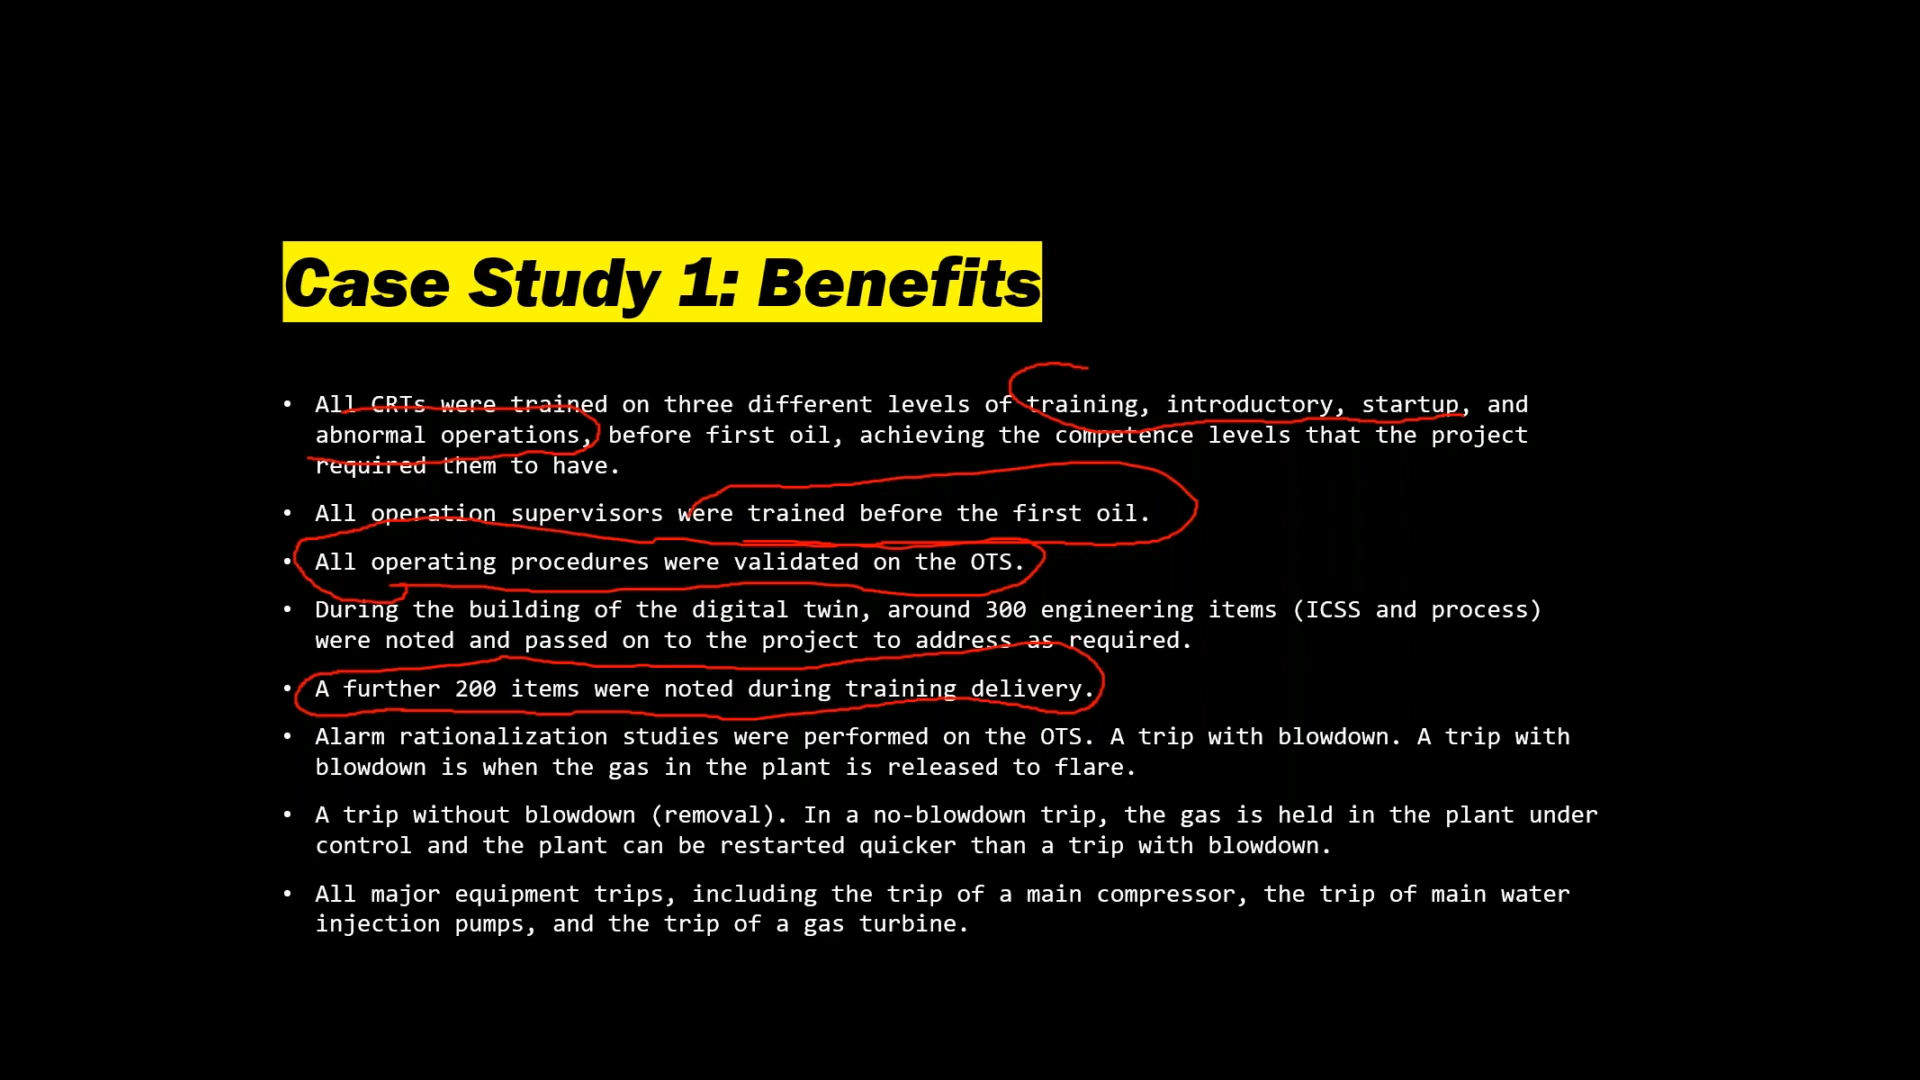 Case Study 1: Benefits
• All CRTs were trained on three different levels of training, introductory, startup, and
abnormal operations, before first oil, achieving the competence levels that the project
required them to have.
• All operation supervisors were trained before the first oil.
• All operating procedures were validated on the OTS.
• During the building of the digital twin, around 300 engineering items (ICSS and process)
were noted and passed on to the project to address as required.
• A further 200 items were noted during training delivery.
• Alarm rationalization studies were performed on the OTS. A trip with blowdown. A trip with
blowdown is when the gas in the plant is released to flare.
• A trip without blowdown (removal). In a no-blowdown trip, the gas is held in the plant under
control and the plant can be restarted quicker than a trip with blowdown.
• All major equipment trips, including the trip of a main compressor, the trip of main water
injection pumps, and the trip of a gas turbine.